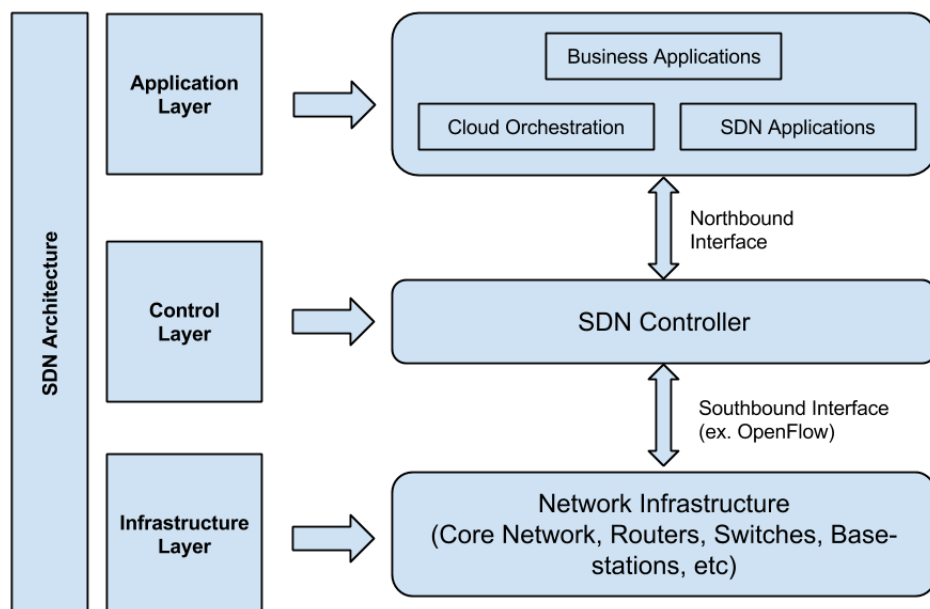 SDN Architecture
Application
Layer
Business Applications
Cloud Orchestration
SDN Applications
Northbound
Interface
Control
Layer
SDN Controller
Southbound Interface
(ex. OpenFlow)
Infrastructure
Layer
Network Infrastructure
(Core Network, Routers, Switches, Base-
stations, etc)